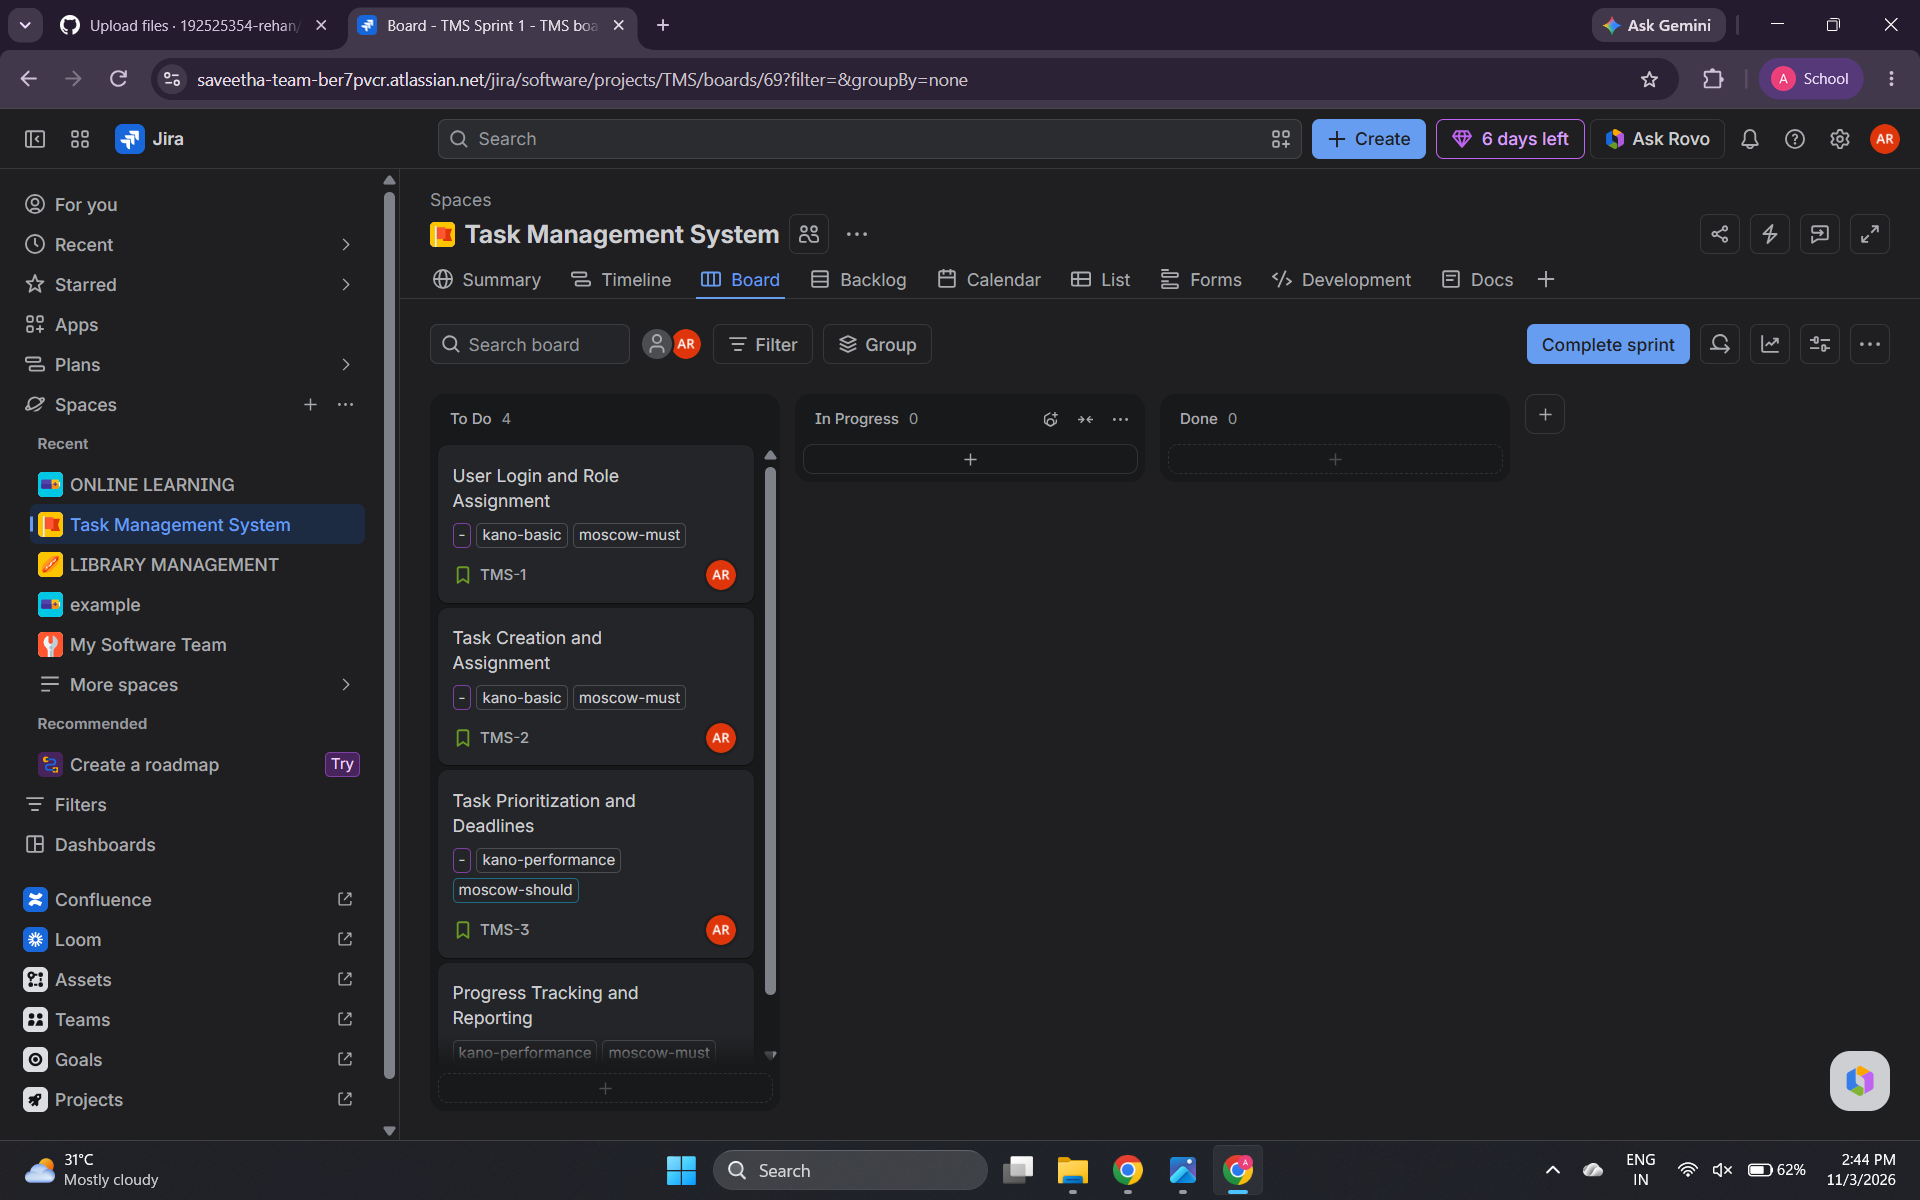 Upload files · 192525354-rehan/
Board - TMS Sprint 1 - TMS boa
Ask Gemini
saveetha-team-ber7pvcr.atlassian.net/jira/software/projects/TMS/boards/69?filter=&groupBy=none
A School
Jira
Search
Create
6 days left
Ask Rovo
AR
For you
Recent
Starred
Apps
Plans
Spaces
Recent
ONLINE LEARNING
Task Management System
LIBRARY MANAGEMENT
example
My Software Team
More spaces
Recommended
Create a roadmap
Try
Filters
Dashboards
Confluence
Loom
Assets
Teams
Goals
Projects
Spaces
Task Management System
Summary
Timeline
Board
Backlog
Calendar
List
Forms
Development
Docs
Search board
AR
Filter
Group
Complete sprint
To Do 4
User Login and Role
Assignment
- kano-basic moscow-must
TMS-1
AR
Task Creation and
Assignment
- kano-basic moscow-must
TMS-2
AR
Task Prioritization and
Deadlines
- kano-performance
moscow-should
TMS-3
AR
Progress Tracking and
Reporting
kano-performance moscow-must
In Progress 0
Done 0
31°C
Mostly cloudy
Search
A
ENG
IN
62%
2:44 PM
11/3/2026